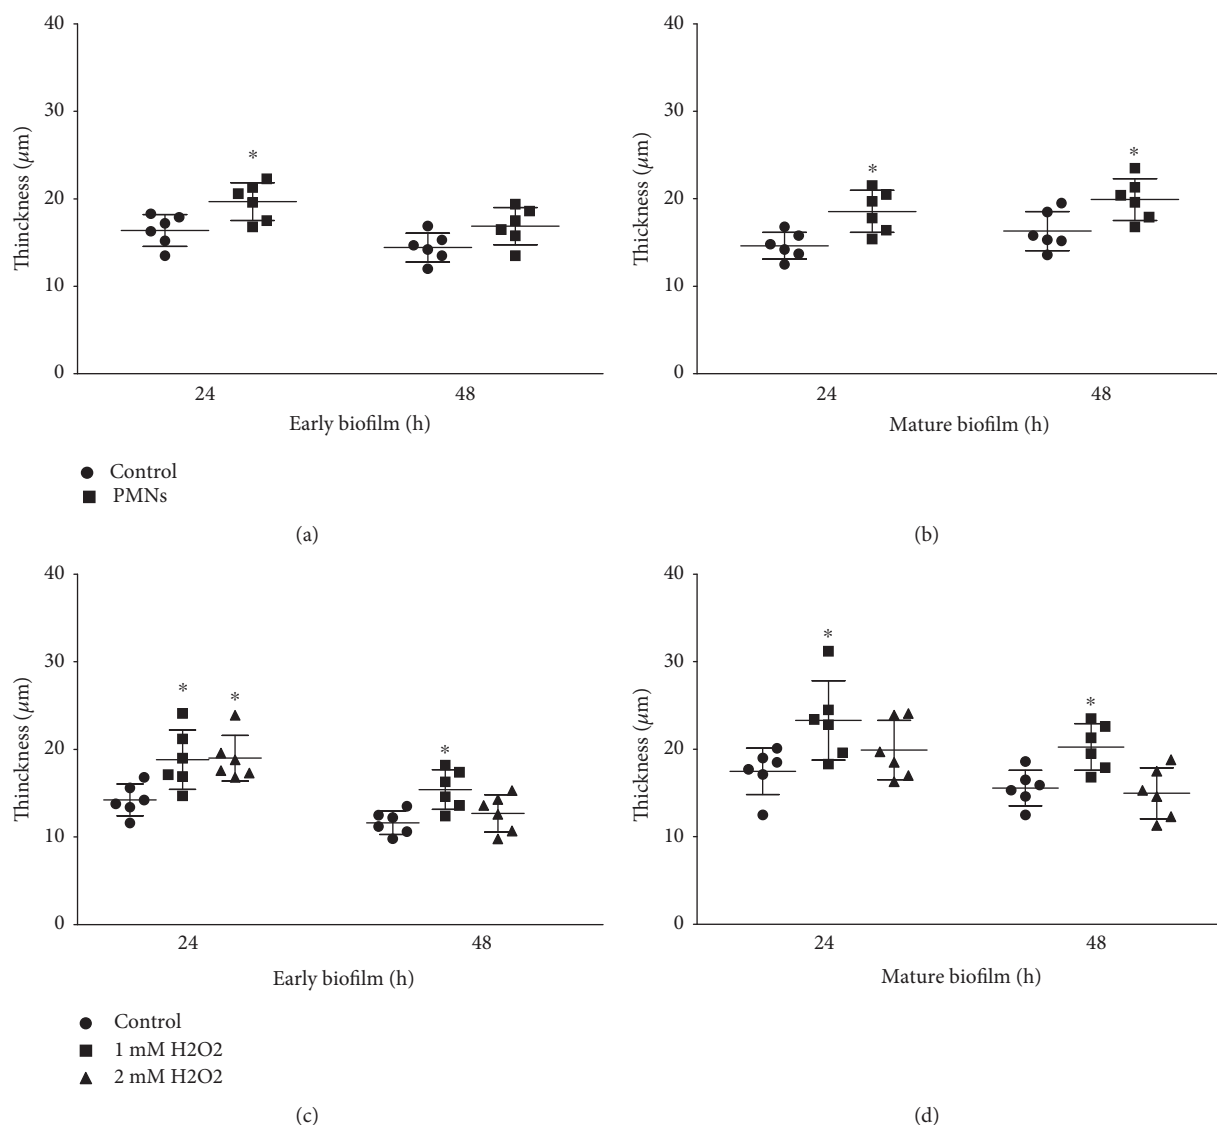 40
30
20
10
0
Thinckness (μm)
*
24
48
Early biofilm (h)
Control
PMNs
(a)
40
30
20
10
0
Thickness (μm)
*
*
24
48
Mature biofilm (h)
(b)
40
30
20
10
0
Thinckness (μm)
*
*
*
24
48
Early biofilm (h)
Control
1 mM H2O2
2 mM H2O2
(c)
40
30
20
10
0
Thickness (μm)
*
*
24
48
Mature biofilm (h)
(d)